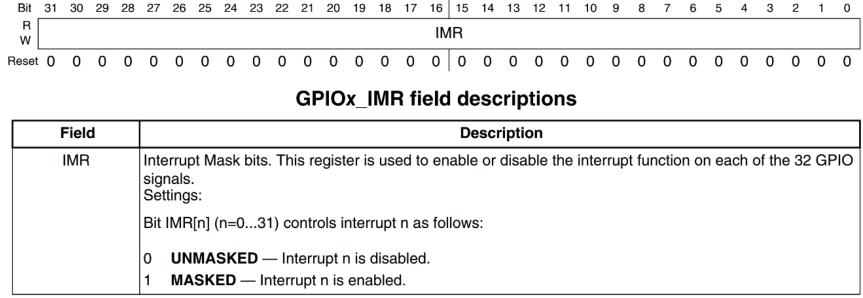 Bit 31 30 29 28 27 26 25 24 23 22 21 20 19 18 17 16 15 14 13 12 11 10 9 8 7 6 5 4 3 2 1 0
R
IMR
W
Reset 0 0 0 0 0 0 0 0 0 0 0 0 0 0 0 0 0 0 0 0 0 0 0 0 0 0 0 0 0 0 0 0
GPIOx_IMR field descriptions
Field Description
IMR Interrupt Mask bits. This register is used to enable or disable the interrupt function on each of the 32 GPIO
signals.
Settings:
Bit IMR[n] (n=0...31) controls interrupt n as follows:
0 UNMASKED — Interrupt n is disabled.
1 MASKED — Interrupt n is enabled.